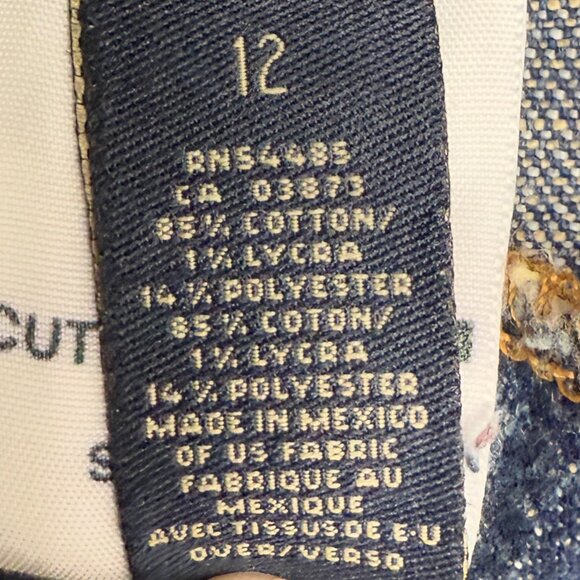 12
RN54485
CA 03873
85% COTTON/
1% LYCRA
14% POLYESTER
85% COTON/
1% LYCRA
14% POLYESTER
MADE IN MEXICO
OF US FABRIC
FABRIQUE AU
MEXIQUE
AVEC TISSUS DE E-U
OVER/VERSO
CUT
S